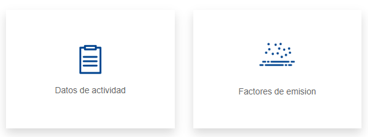 Datos de actividad
Factores de emision